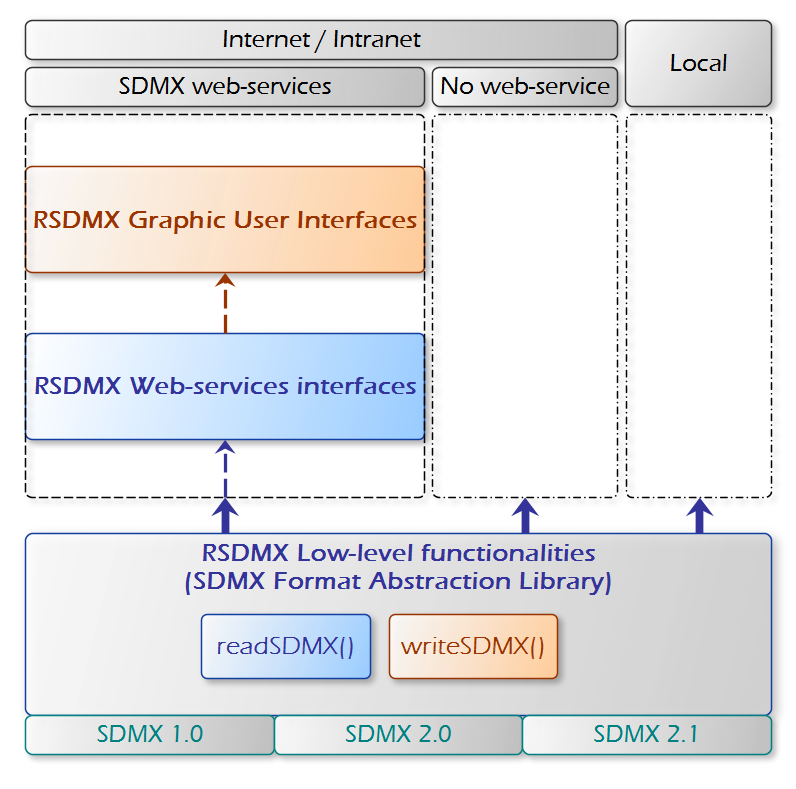 Internet / Intranet
Local
SDMX web-services
No web-service
RSDMX Graphic User Interfaces
RSDMX Web-services interfaces
RSDMX Low-level functionalities
(SDMX Format Abstraction Library)
readSDMX()
writeSDMX()
SDMX 1.0
SDMX 2.0
SDMX 2.1